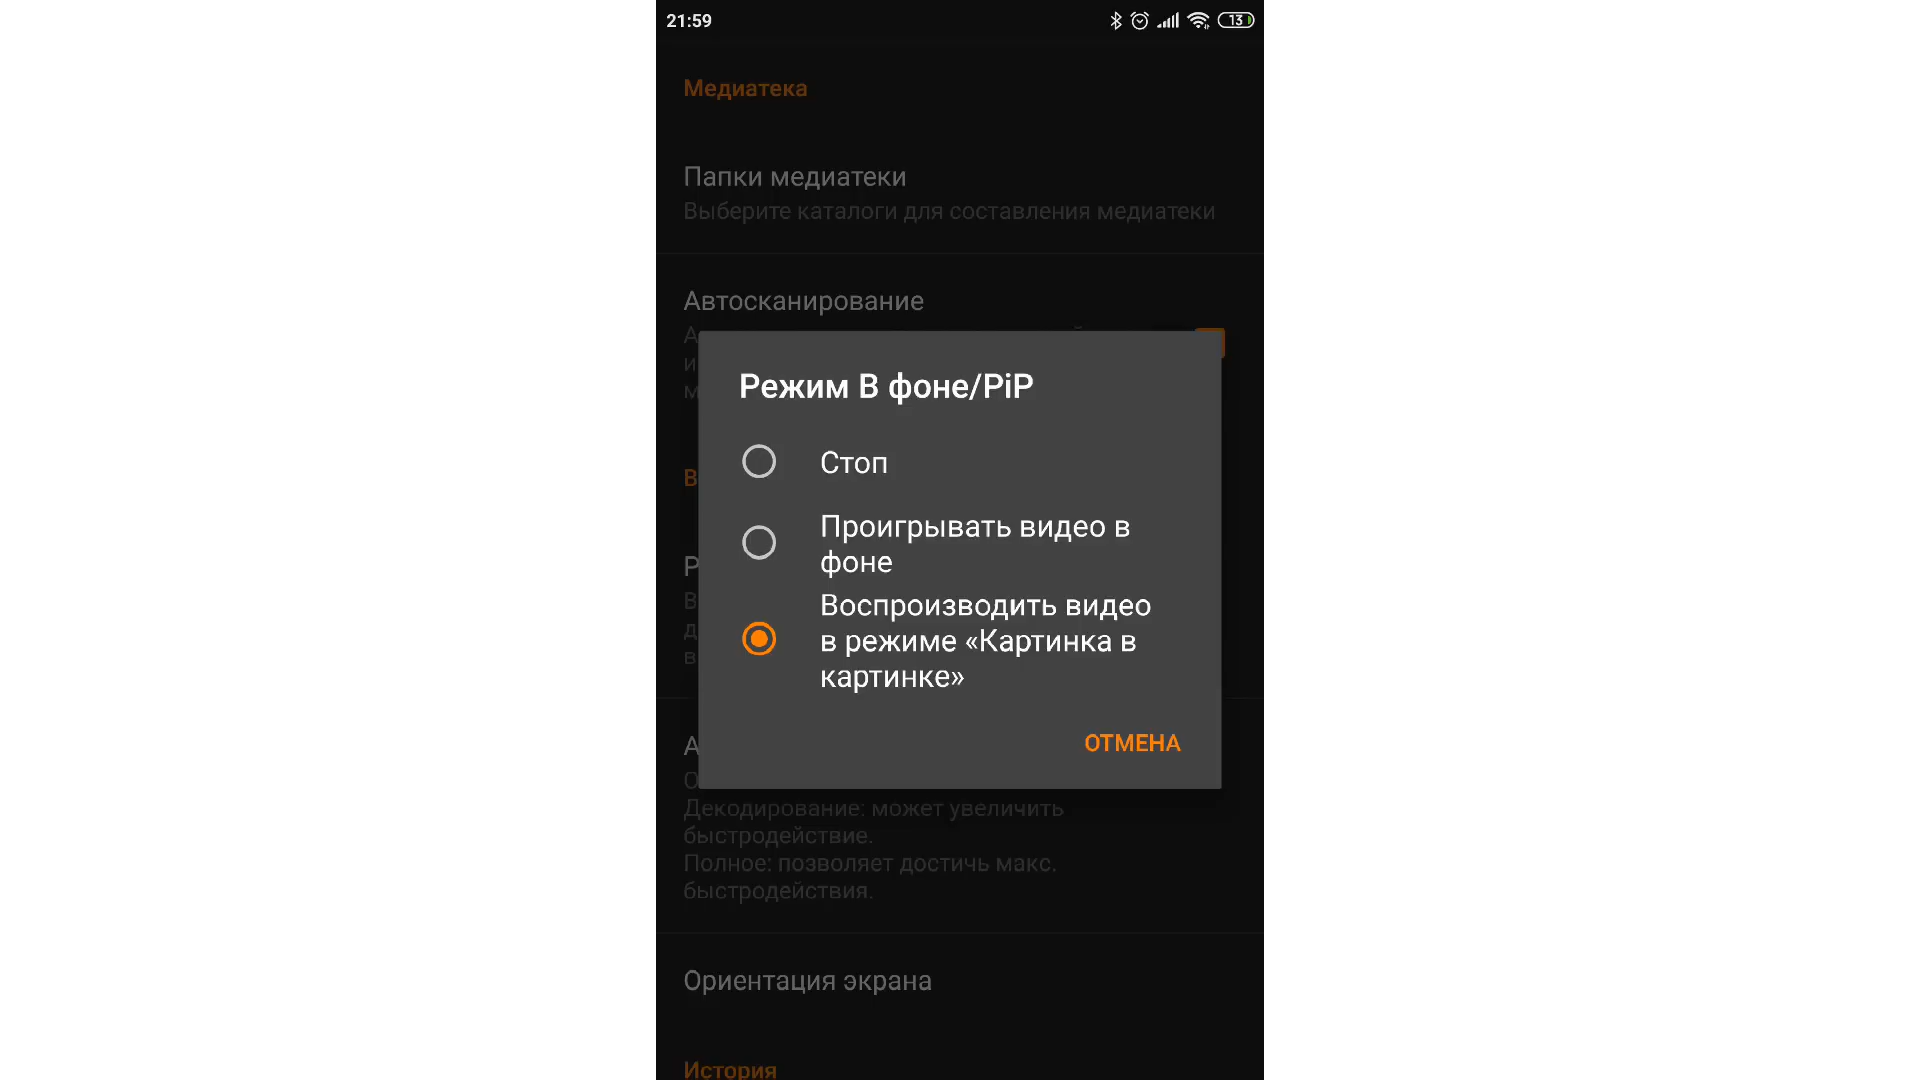 21:59
13
Медиатека
Папки медиатеки
Выберите каталоги для составления медиатеки
Автосканирование
Режим В фоне/PiP
Стоп
Проигрывать видео в
фоне
Воспроизводить видео
в режиме «Картинка в
картинке»
ОТМЕНА
Декодирование: может увеличить
быстродействие.
Полное: позволяет достичь макс.
быстродействия.
Ориентация экрана
История